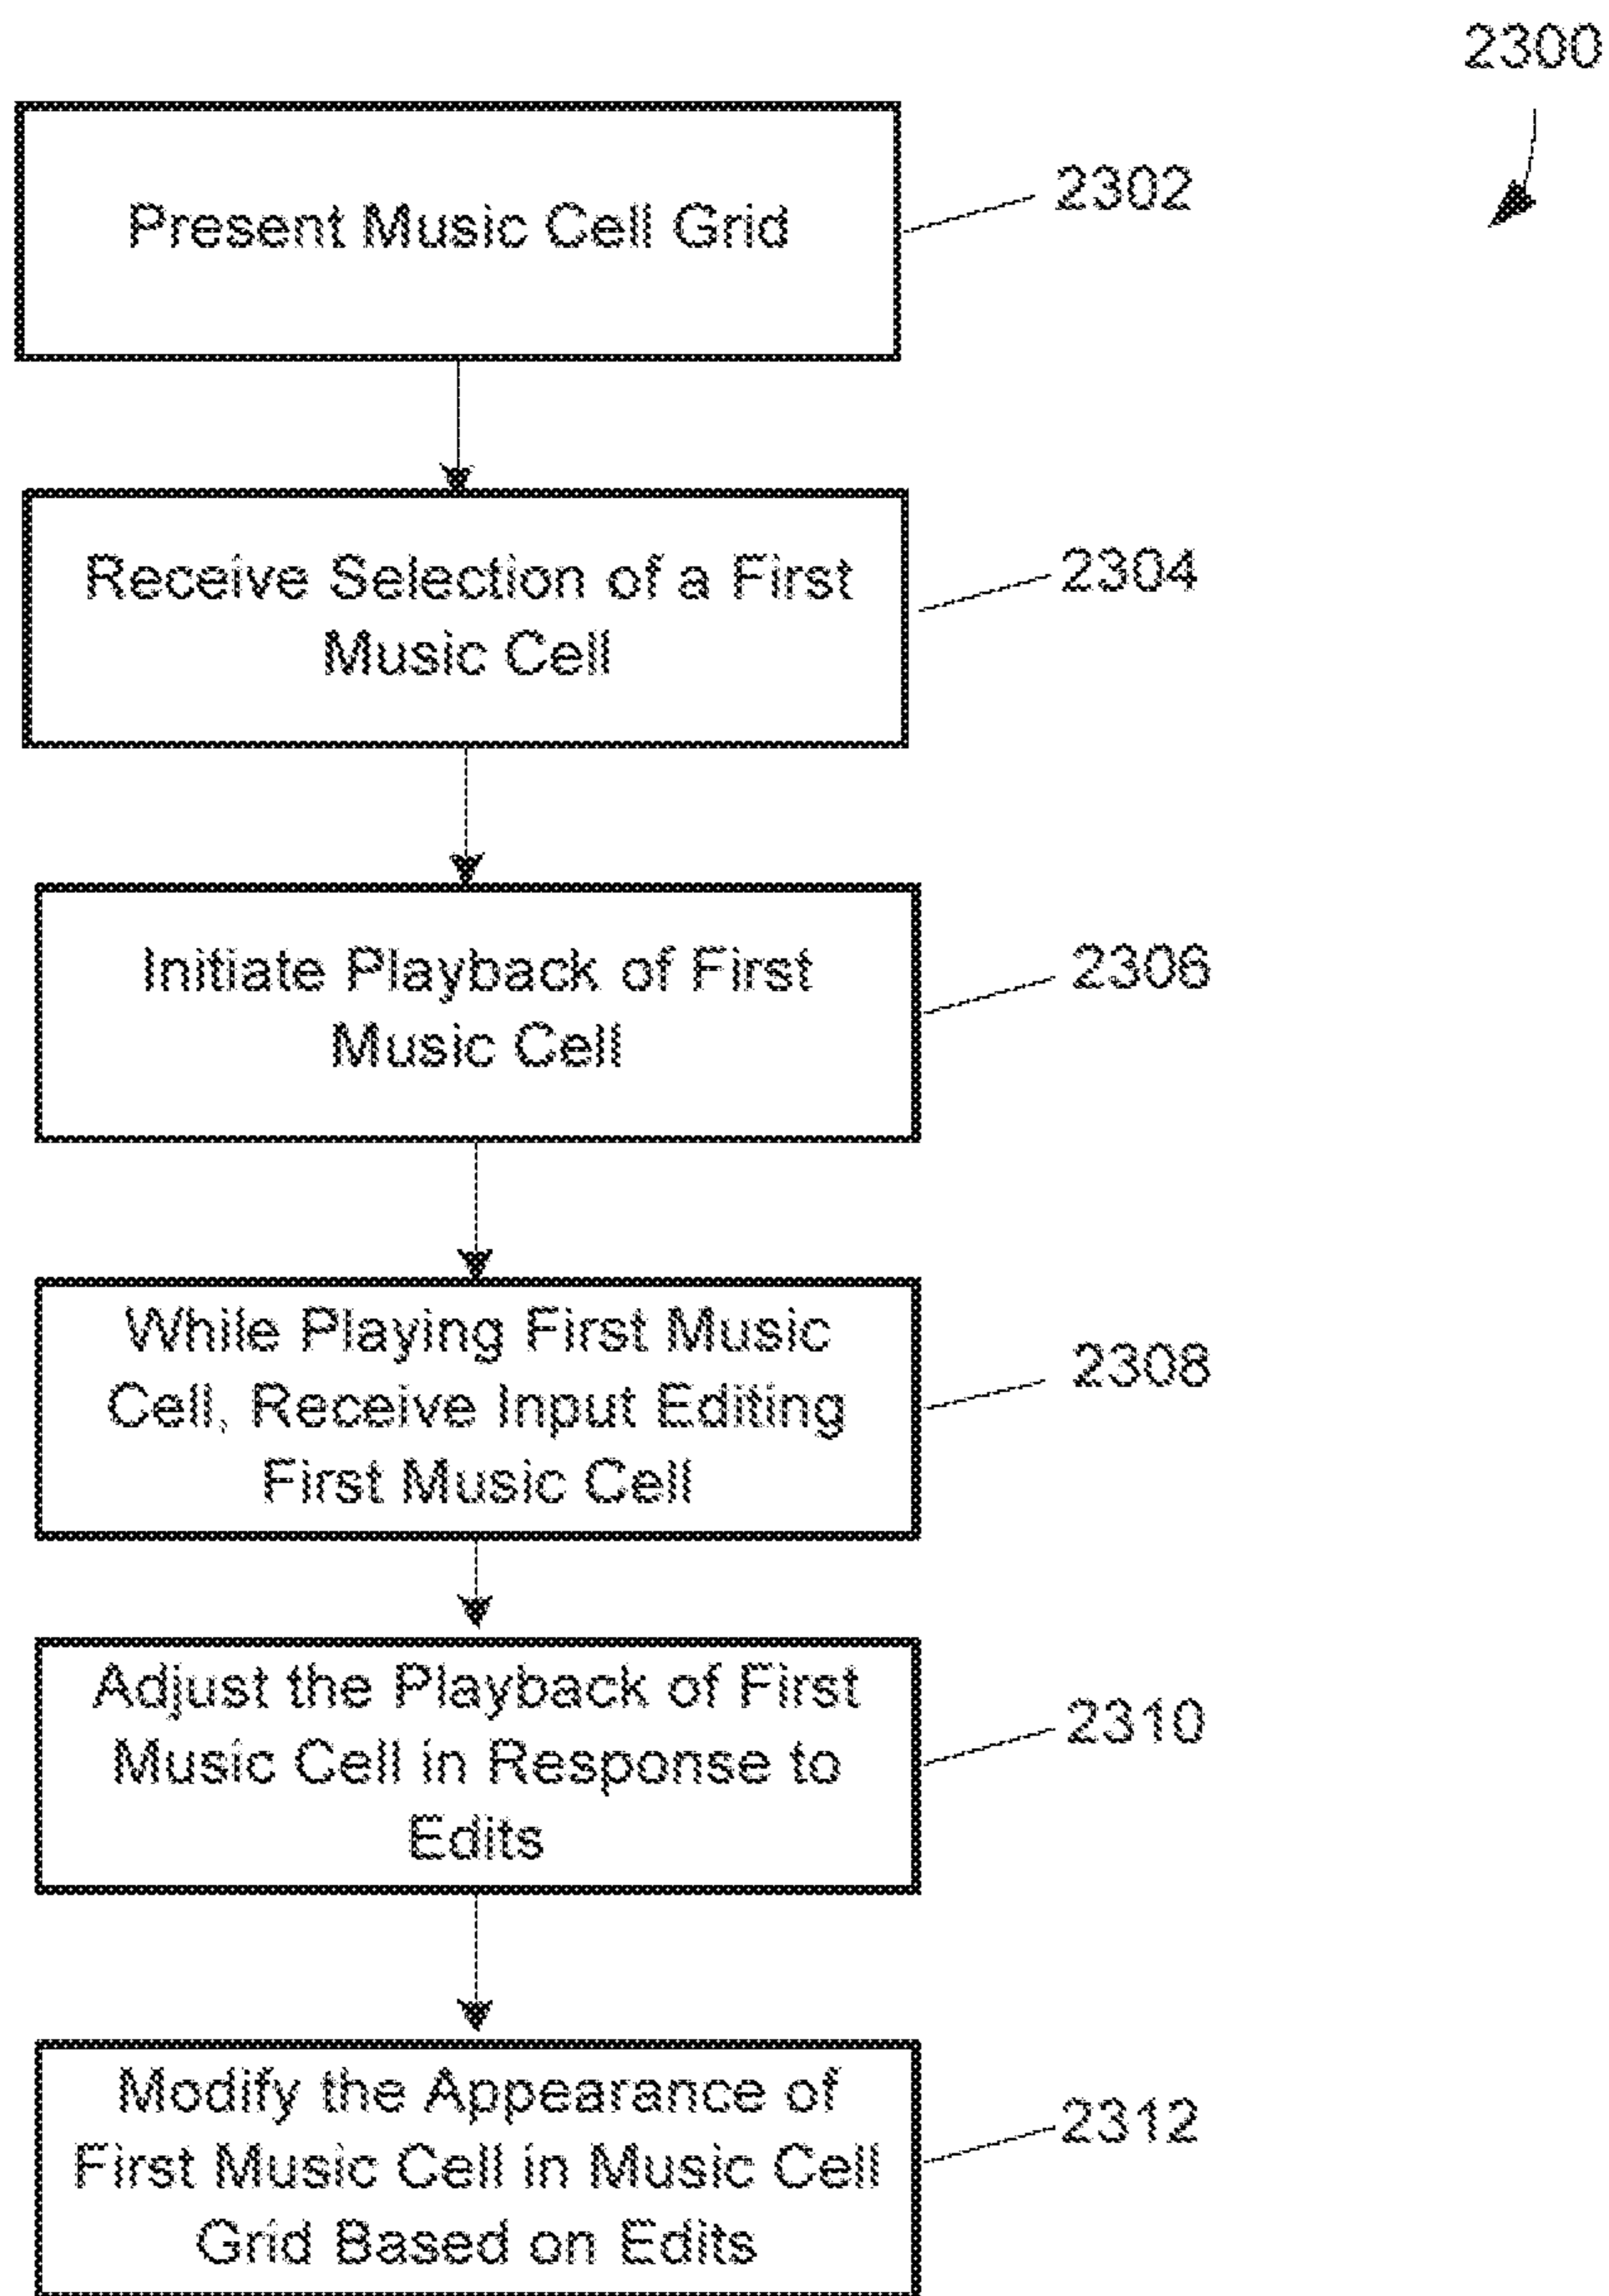 2300
Present Music Cell Grid
2302
Receive Selection of a First
Music Cell
2304
Initiate Playback of First
Music Cell
2306
While Playing First Music
Cell, Receive Input Editing
First Music Cell
2308
Adjust the Playback of First
Music Cell in Response to
Edits
2310
Modify the Appearance of
First Music Cell in Music Cell
Grid Based on Edits
2312